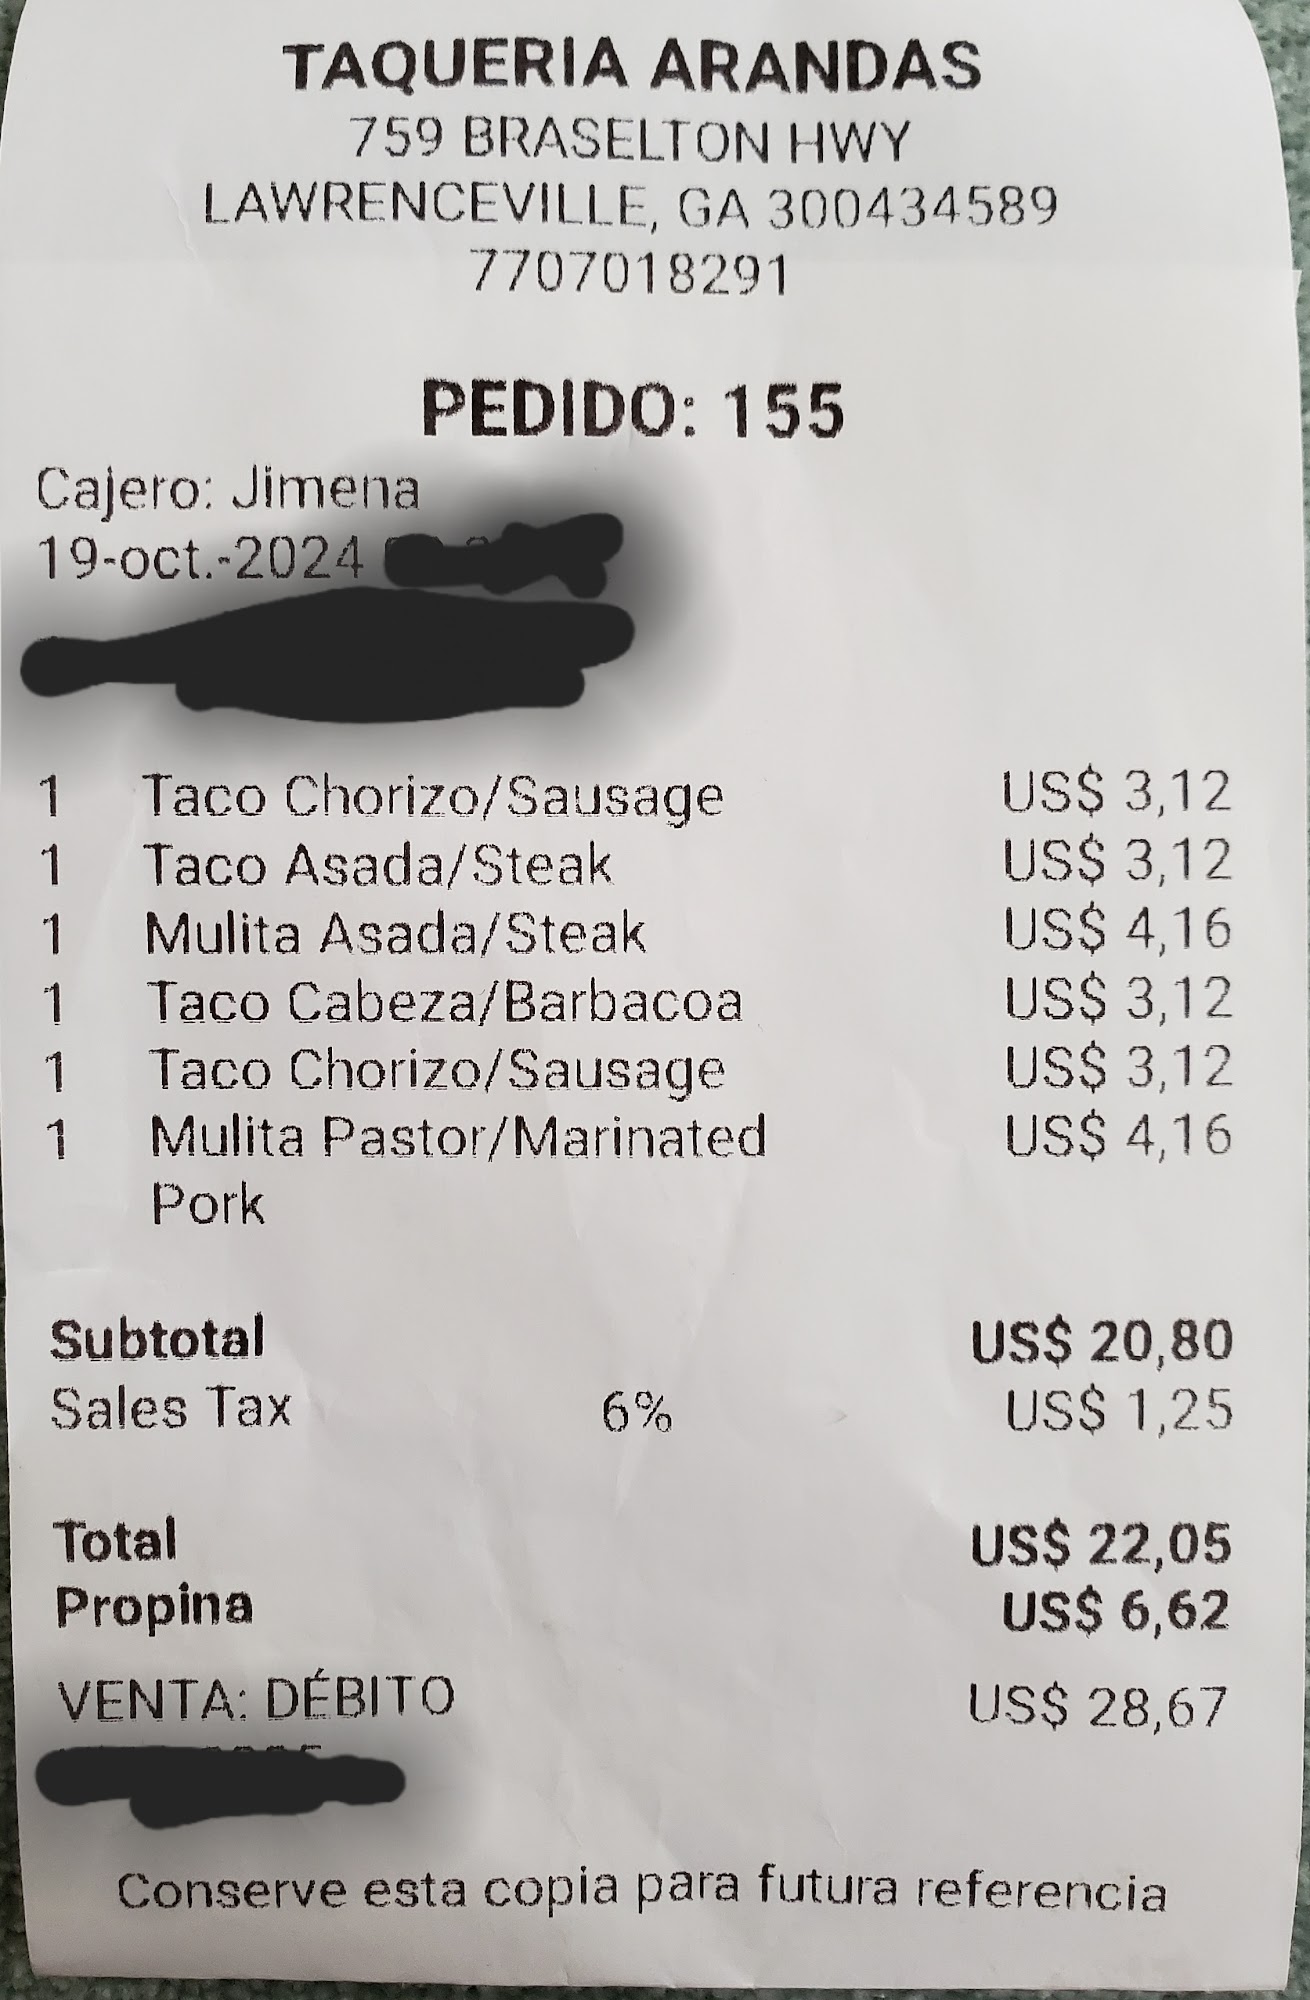 TAQUERIA ARANDAS
759 BRASELTON HWY
LAWRENCEVILLE, GA 300434589
7707018291
PEDIDO: 155
Cajero: Jimena
19-oct.-2024
1 Taco Chorizo/Sausage US$ 3,12
1 Taco Asada/Steak US$ 3,12
1 Mulita Asada/Steak US$ 4,16
1 Taco Cabeza/Barbacoa US$ 3,12
1 Taco Chorizo/Sausage US$ 3,12
1 Mulita Pastor/Marinated US$ 4,16
Pork
Subtotal US$ 20,80
Sales Tax 6% US$ 1,25
Total US$ 22,05
Propina US$ 6,62
VENTA: DÉBITO US$ 28,67
Conserve esta copia para futura referencia